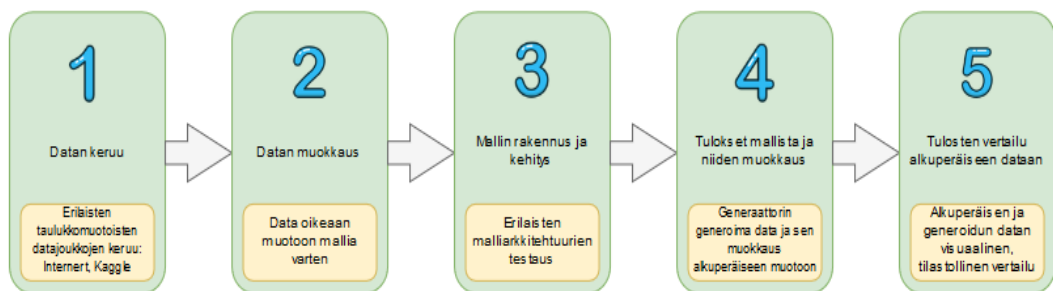 1
Datan keruu
Erilaisten
taulukkomuotoisten
datajoukkojen keruu:
Internert, Kaggle
2
Datan muokkaus
Data oikeaan
muotoon mallia
varten
3
Mallin rakennus ja
kehitys
Erilaisten
malliarkkitehtuurien
testaus
4
Tulokset mallista ja
niiden muokkaus
Generaattorin
generoima data ja sen
muokkaus
alkuperäiseen muotoon
5
Tulosten vertailu
alkuperäiseen dataan
Alkuperäisen ja
generoidun datan
visuaalinen,
tilastollinen vertailu